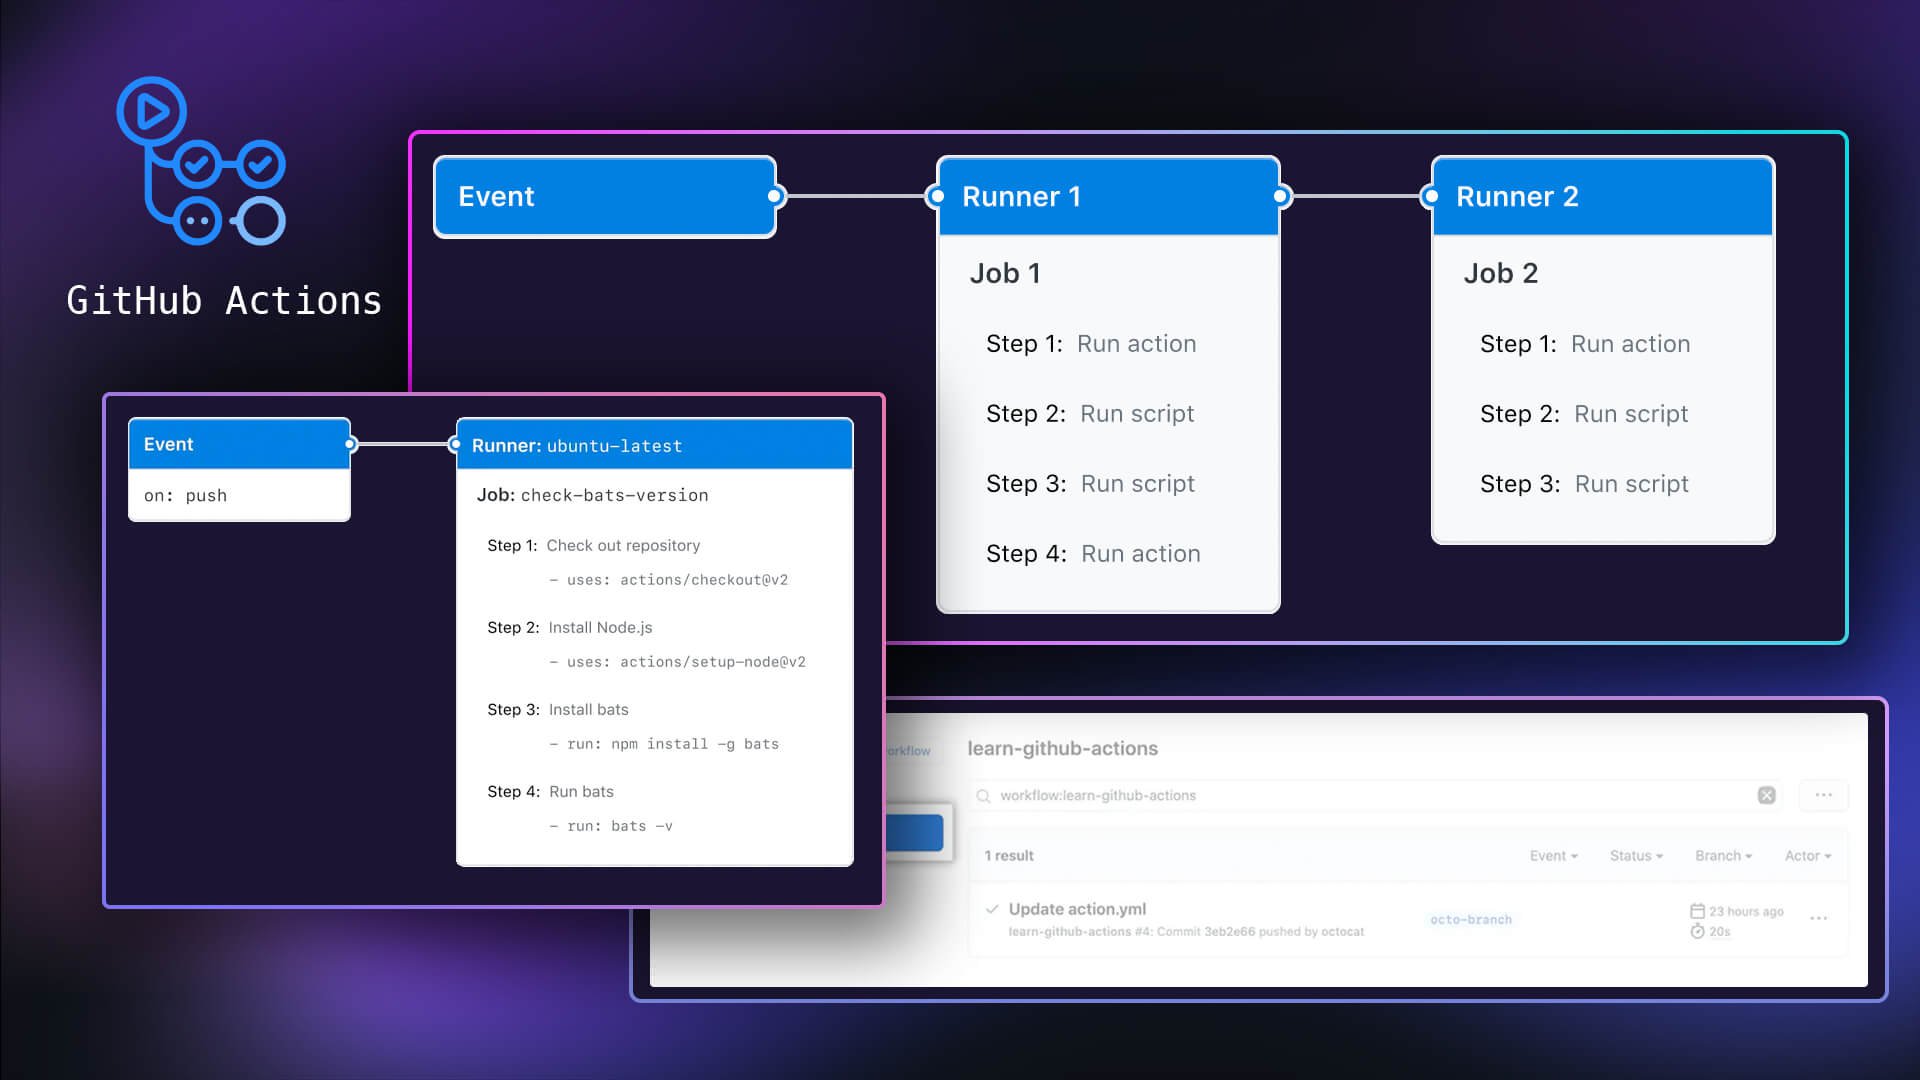 GitHub Actions
Event
Runner 1
Job 1
Step 1: Run action
Step 2: Run script
Step 3: Run script
Step 4: Run action
Runner 2
Job 2
Step 1: Run action
Step 2: Run script
Step 3: Run script
Event
on: push
Runner: ubuntu-latest
Job: check-bats-version
Step 1: Check out repository
- uses: actions/checkout@v2
Step 2: Install Node.js
- uses: actions/setup-node@v2
Step 3: Install bats
- run: npm install -g bats
Step 4: Run bats
- run: bats -v
orkflow
learn-github-actions
workflow:learn-github-actions
1 result
Event Status Branch Actor
Update action.yml
learn-github-actions #4: Commit 3eb2e66 pushed by octocat
octo-branch
23 hours ago
20s